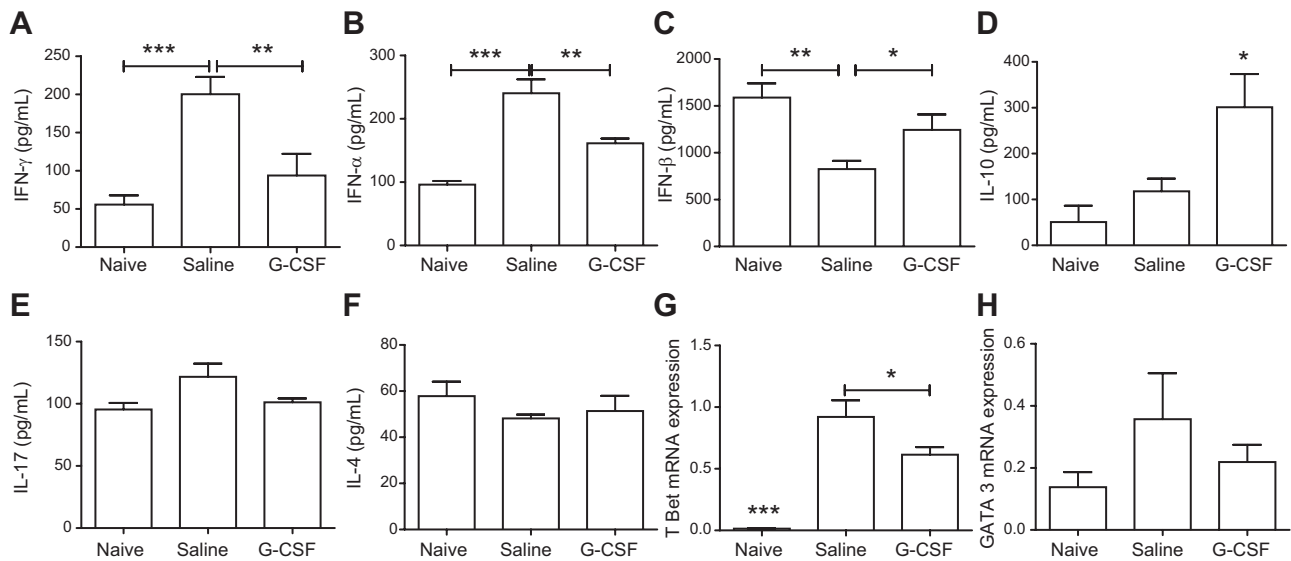 A
IFN-γ (pg/mL)
250
200
150
100
50
0
***
**
Naive Saline G-CSF
B
IFN-α (pg/mL)
300
200
100
0
***
**
Naive Saline G-CSF
C
IFN-β (pg/mL)
2000
1500
1000
500
0
**
*
Naive Saline G-CSF
D
IL-10 (pg/mL)
400
300
200
100
0
*
Naive Saline G-CSF
E
IL-17 (pg/mL)
150
100
50
0
Naive Saline G-CSF
F
IL-4 (pg/mL)
80
60
40
20
0
Naive Saline G-CSF
G
T Bet mRNA expression
1.5
1.0
0.5
0.0
***
*
Naive Saline G-CSF
H
GATA 3 mRNA expression
0.6
0.4
0.2
0.0
Naive Saline G-CSF